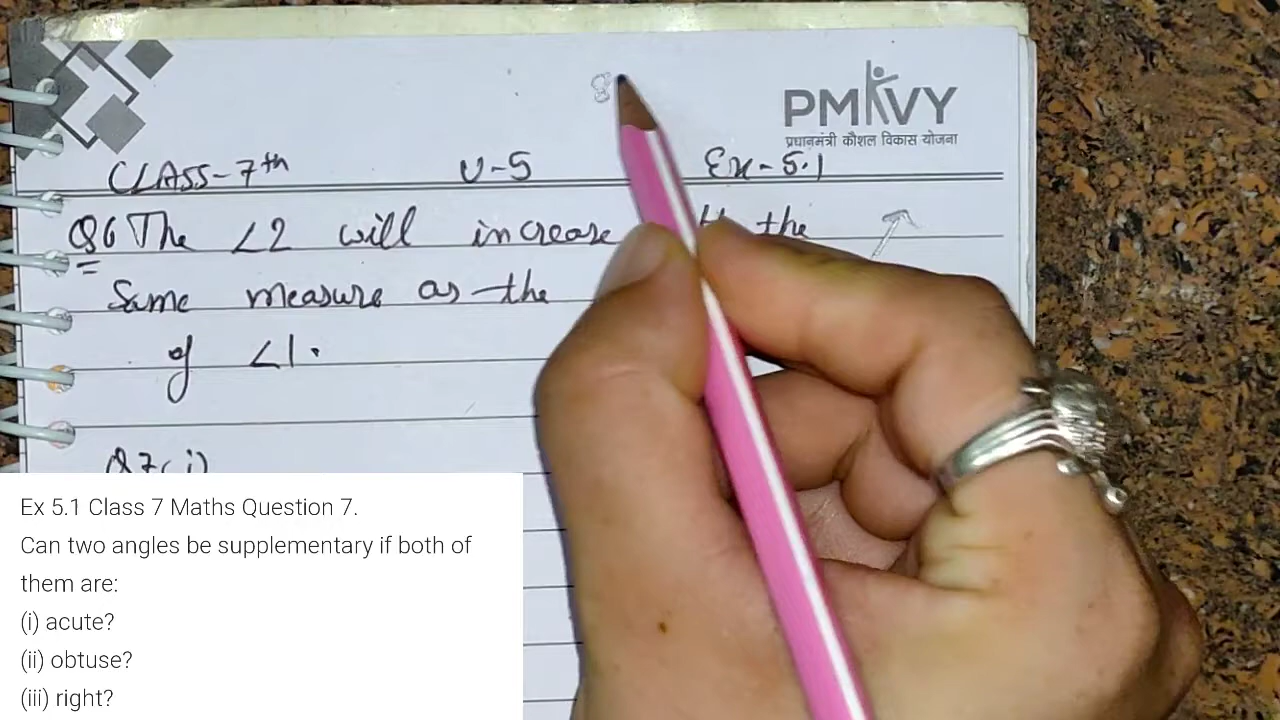 PMKVY
प्रधानमंत्री कौशल विकास योजना
CLASS-7th U-5 Ex-5.1
Q6 The ∠2 will increase the
Same measure as the
of ∠1.
Q7(i)
Ex 5.1 Class 7 Maths Question 7.
Can two angles be supplementary if both of
them are:
(i) acute?
(ii) obtuse?
(iii) right?